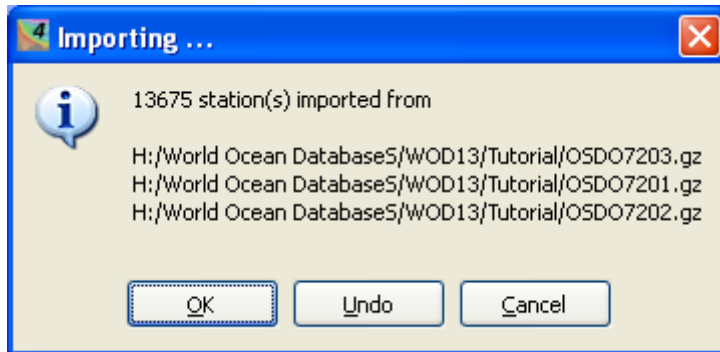 4 Importing ...
13675 station(s) imported from
H:/World Ocean DatabaseS/WOD13/Tutorial/OSDO7203.gz
H:/World Ocean DatabaseS/WOD13/Tutorial/OSDO7201.gz
H:/World Ocean DatabaseS/WOD13/Tutorial/OSDO7202.gz
OK Undo Cancel